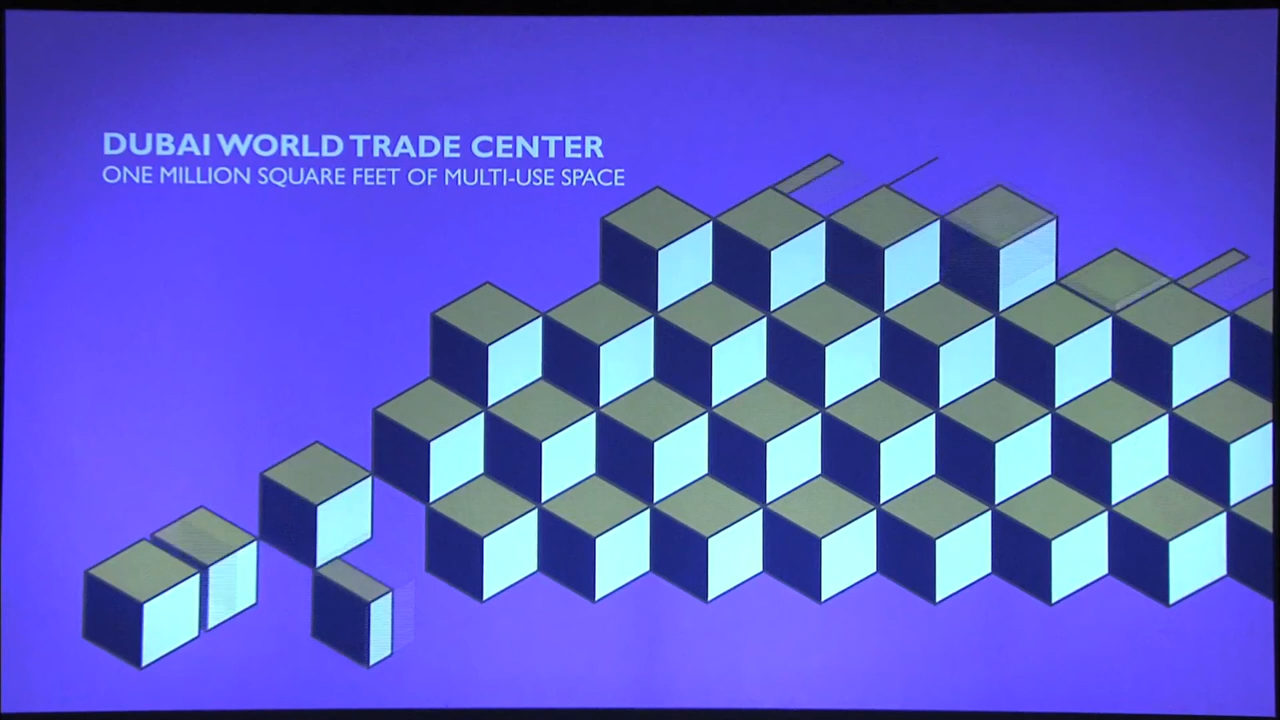 DUBAI WORLD TRADE CENTER
ONE MILLION SQUARE FEET OF MULTI-USE SPACE